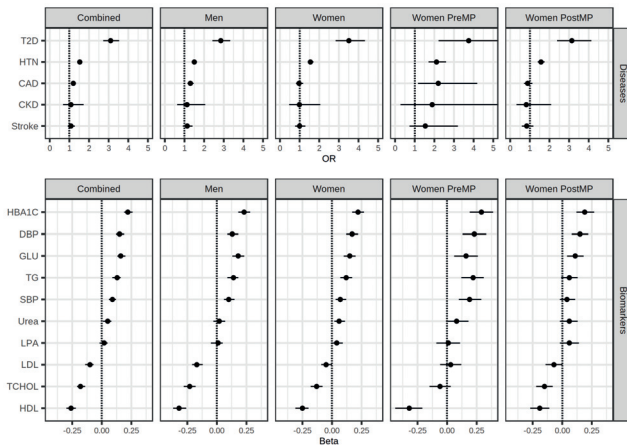 Combined Men Women Women PreMP Women PostMP
T2D
HTN
CAD
CKD
Stroke
Diseases
0 1 2 3 4 5 0 1 2 3 4 5 0 1 2 3 4 5 0 1 2 3 4 5 0 1 2 3 4 5
OR
Combined Men Women Women PreMP Women PostMP
HBA1C
DBP
GLU
TG
SBP
Urea
LPA
LDL
TCHOL
HDL
Biomarkers
-0.25 0.00 0.25 -0.25 0.00 0.25 -0.25 0.00 0.25 -0.25 0.00 0.25 -0.25 0.00 0.25
Beta